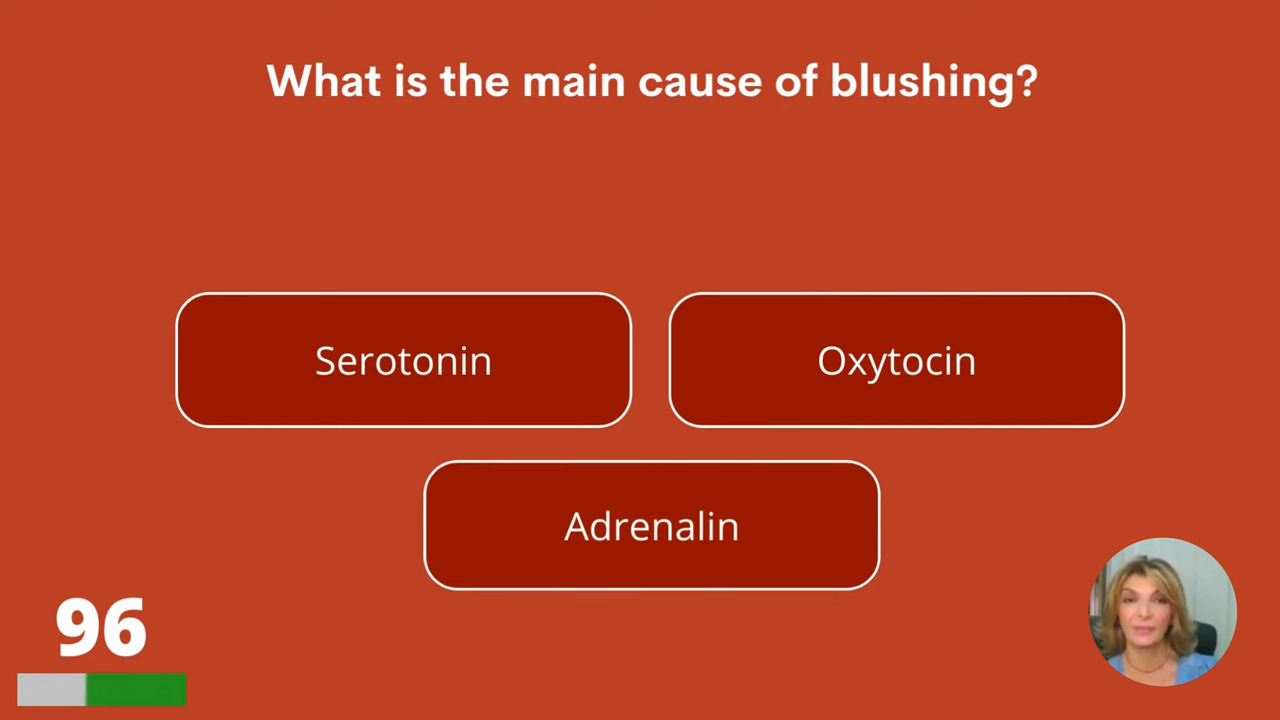 What is the main cause of blushing?
Serotonin
Oxytocin
Adrenalin
96